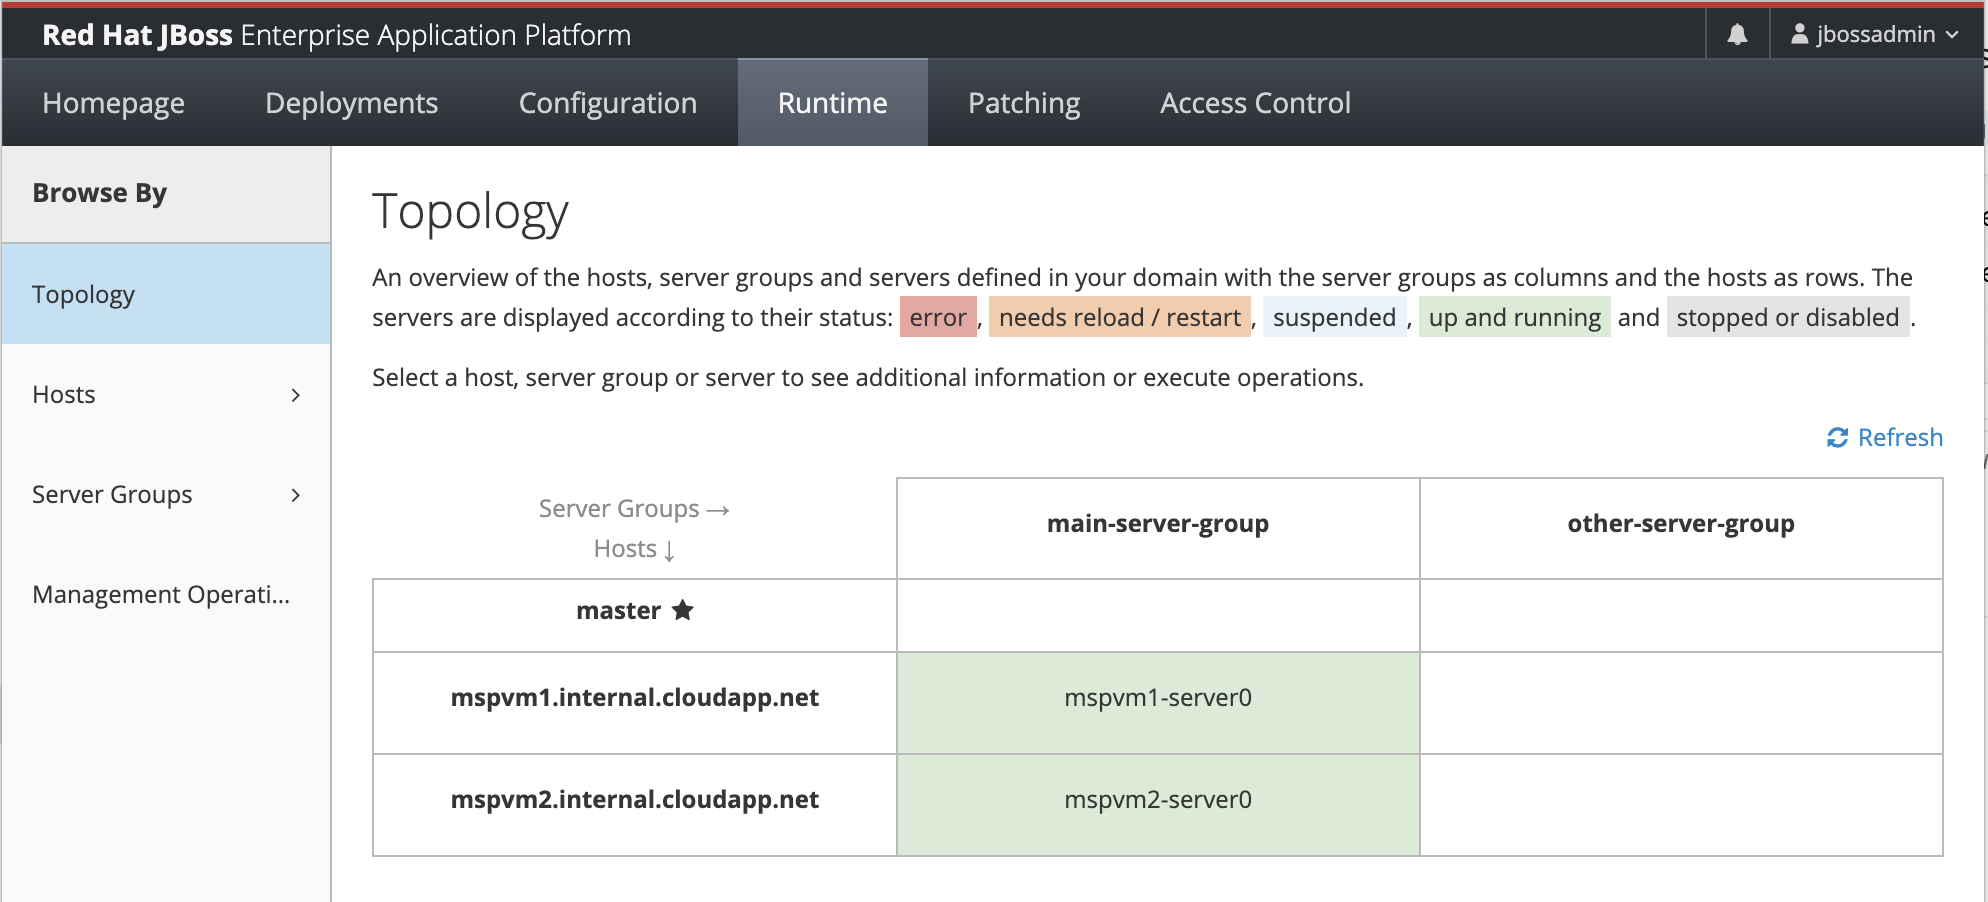 Red Hat JBoss Enterprise Application Platform
jbossadmin
Homepage Deployments Configuration Runtime Patching Access Control
Browse By
Topology
Hosts
Server Groups
Management Operati...
Topology
An overview of the hosts, server groups and servers defined in your domain with the server groups as columns and the hosts as rows. The
servers are displayed according to their status: error , needs reload / restart , suspended , up and running and stopped or disabled .
Select a host, server group or server to see additional information or execute operations.
Refresh
Server Groups →
Hosts ↓
main-server-group
other-server-group
master ★
mspvm1.internal.cloudapp.net
mspvm1-server0
mspvm2.internal.cloudapp.net
mspvm2-server0